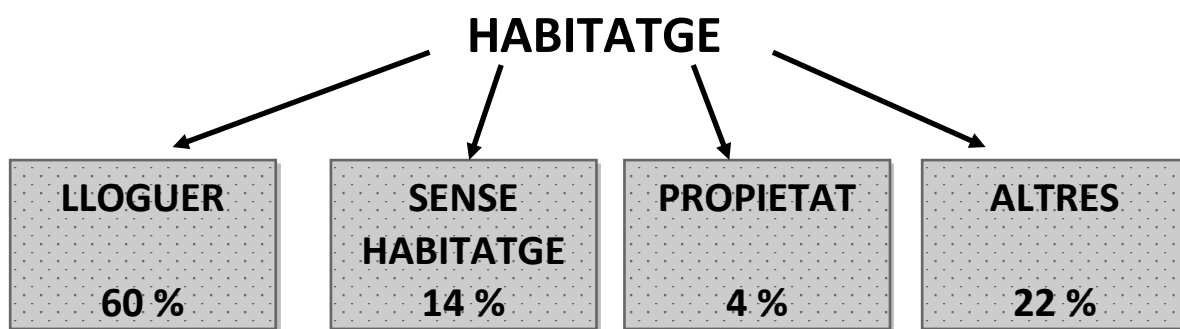 HABITATGE
LLOGUER
60 %
SENSE
HABITATGE
14 %
PROPIETAT
4 %
ALTRES
22 %